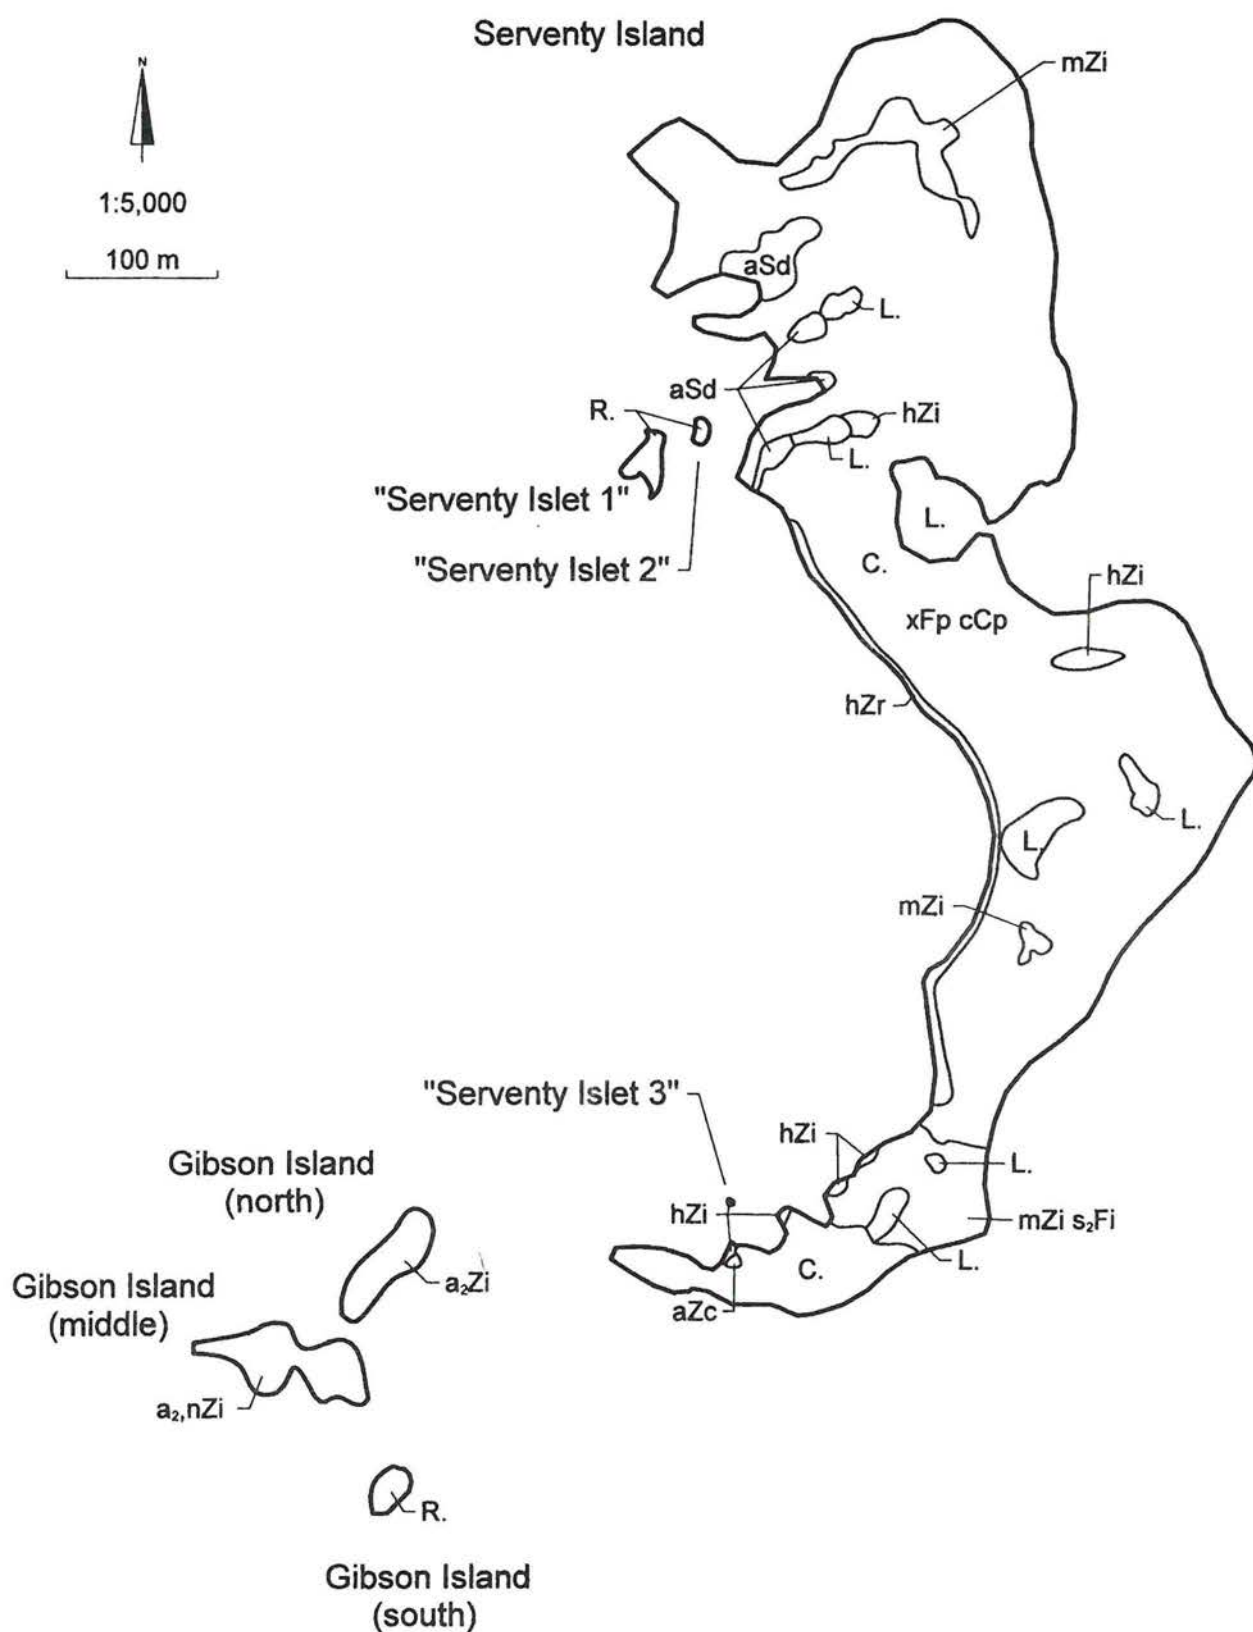 Serventy Island
N
mZi
1:5,000
100 m
aSd
L.
aSd
R.
hZi
L.
"Serventy Islet 1"
L.
"Serventy Islet 2"
C.
hZi
xFp cCp
hZr
L.
L.
mZi
"Serventy Islet 3"
hZi
L.
Gibson Island
(north)
hZi
mZi s₂Fi
L.
C.
a₂Zi
Gibson Island
(middle)
aZc
a₂,nZi
R.
Gibson Island
(south)